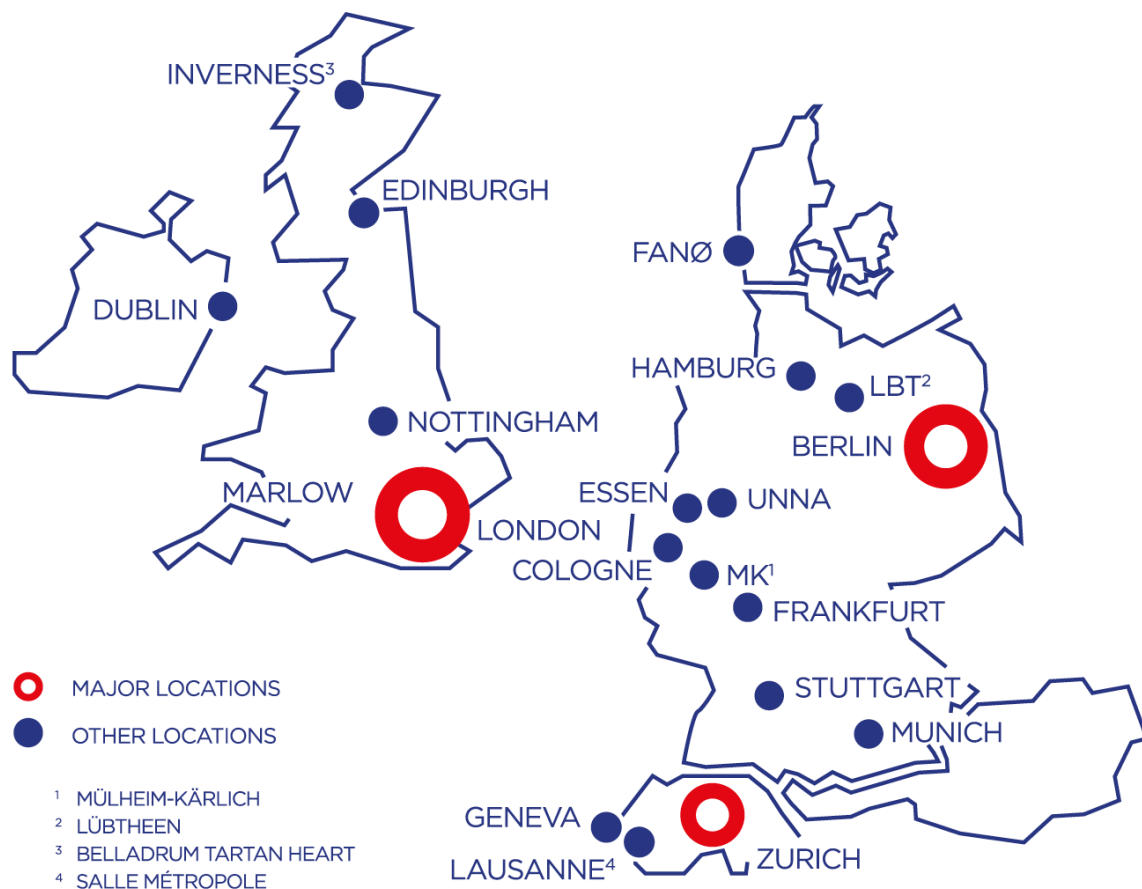 INVERNESS³
EDINBURGH
FANØ
DUBLIN
HAMBURG
LBT²
NOTTINGHAM
BERLIN
MARLOW
ESSEN
UNNA
LONDON
COLOGNE
MK¹
FRANKFURT
STUTTGART
MAJOR LOCATIONS
OTHER LOCATIONS
MUNICH
GENEVA
ZURICH
LAUSANNE⁴
¹ MÜLHEIM-KÄRLICH
² LÜBTHEEN
³ BELLADRUM TARTAN HEART
⁴ SALLE MÉTROPOLE